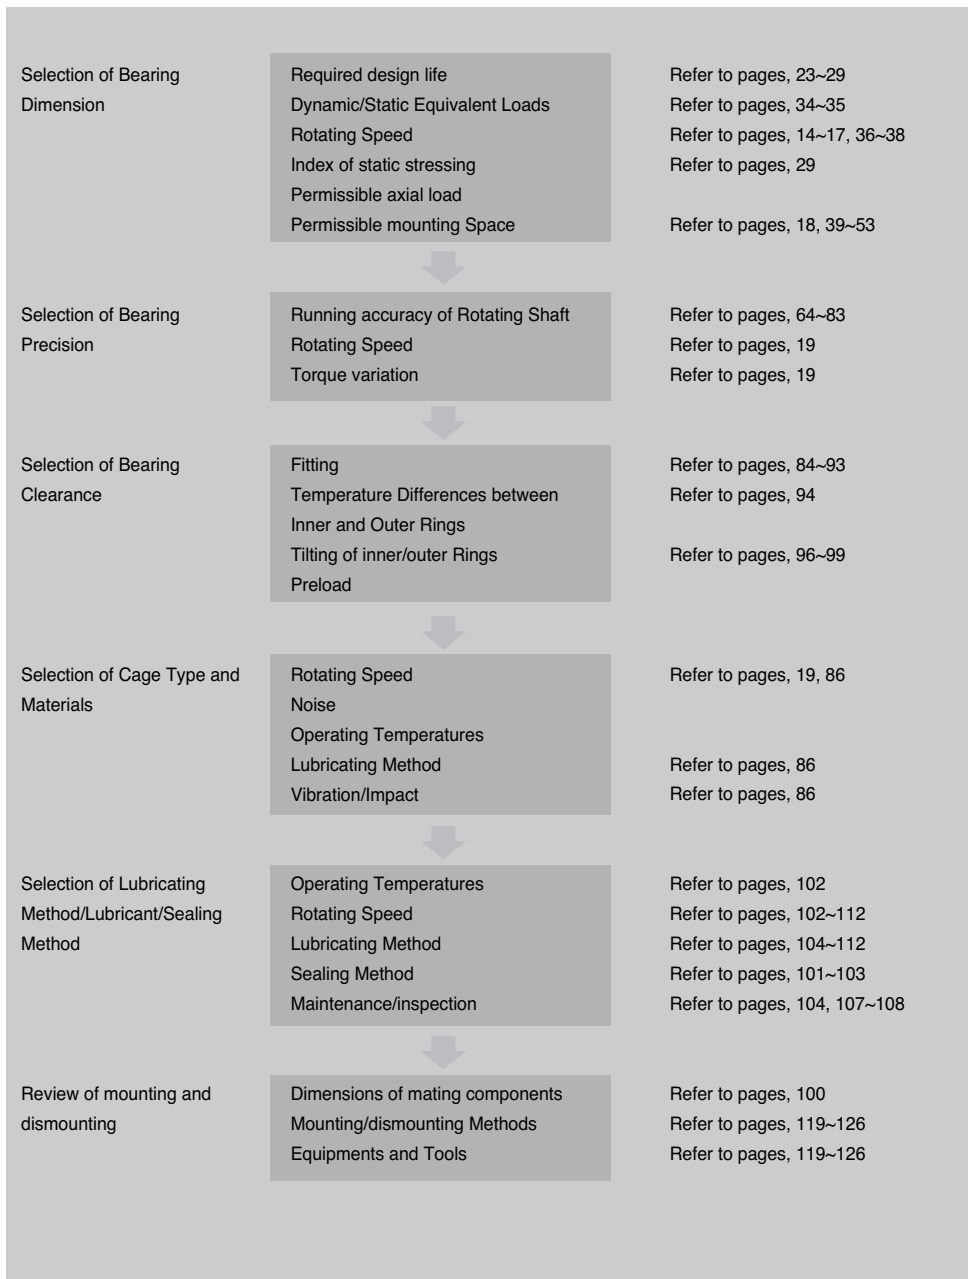 Selection of Bearing
Dimension
Required design life
Refer to pages, 23~29
Dynamic/Static Equivalent Loads
Refer to pages, 34~35
Rotating Speed
Refer to pages, 14~17, 36~38
Index of static stressing
Refer to pages, 29
Permissible axial load
Permissible mounting Space
Refer to pages, 18, 39~53
Selection of Bearing
Precision
Running accuracy of Rotating Shaft
Refer to pages, 64~83
Rotating Speed
Refer to pages, 19
Torque variation
Refer to pages, 19
Selection of Bearing
Clearance
Fitting
Refer to pages, 84~93
Temperature Differences between
Refer to pages, 94
Inner and Outer Rings
Tilting of inner/outer Rings
Refer to pages, 96~99
Preload
Selection of Cage Type and
Materials
Rotating Speed
Refer to pages, 19, 86
Noise
Operating Temperatures
Lubricating Method
Refer to pages, 86
Vibration/Impact
Refer to pages, 86
Selection of Lubricating
Method/Lubricant/Sealing
Method
Operating Temperatures
Refer to pages, 102
Rotating Speed
Refer to pages, 102~112
Lubricating Method
Refer to pages, 104~112
Sealing Method
Refer to pages, 101~103
Maintenance/inspection
Refer to pages, 104, 107~108
Review of mounting and
dismounting
Dimensions of mating components
Refer to pages, 100
Mounting/dismounting Methods
Refer to pages, 119~126
Equipments and Tools
Refer to pages, 119~126